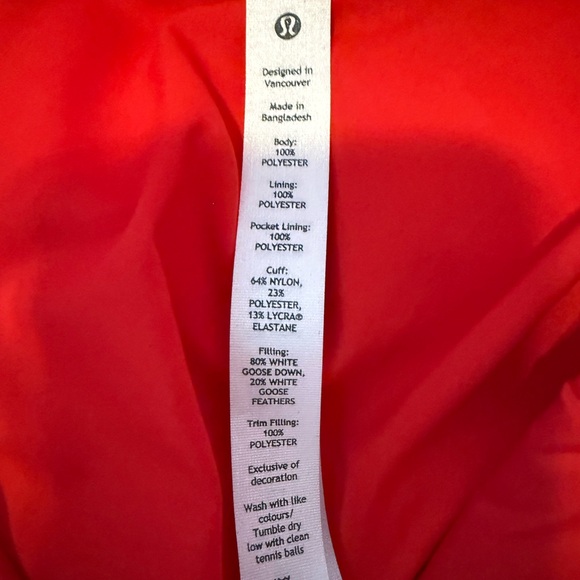 Designed in
Vancouver
Made in
Bangladesh
Body:
100%
POLYESTER
Lining:
100%
POLYESTER
Pocket Lining:
100%
POLYESTER
Cuff:
64% NYLON,
23%
POLYESTER,
13% LYCRA®
ELASTANE
Filling:
80% WHITE
GOOSE DOWN,
20% WHITE
GOOSE
FEATHERS
Trim Filling:
100%
POLYESTER
Exclusive of
decoration
Wash with like
colours/
Tumble dry
low with clean
tennis balls